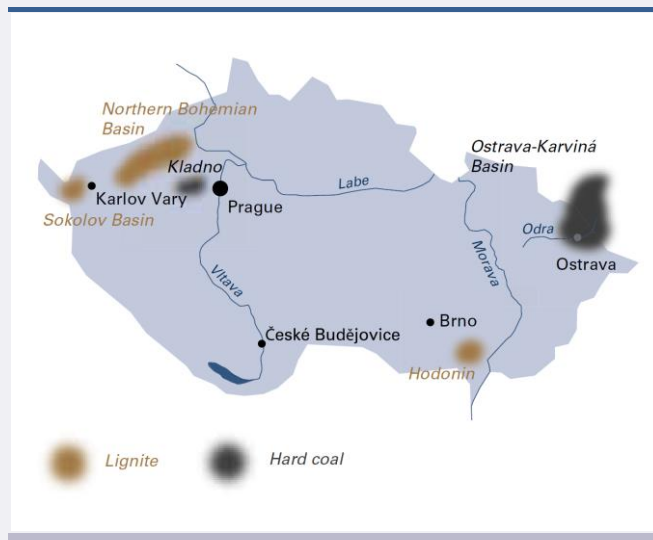 Northern Bohemian
Basin
Ostrava-Karviná
Basin
Kladno
Labe
Karlov Vary
Prague
Sokolov Basin
Odra
Ostrava
Morava
Vltava
Brno
České Budějovice
Hodonin
Lignite
Hard coal